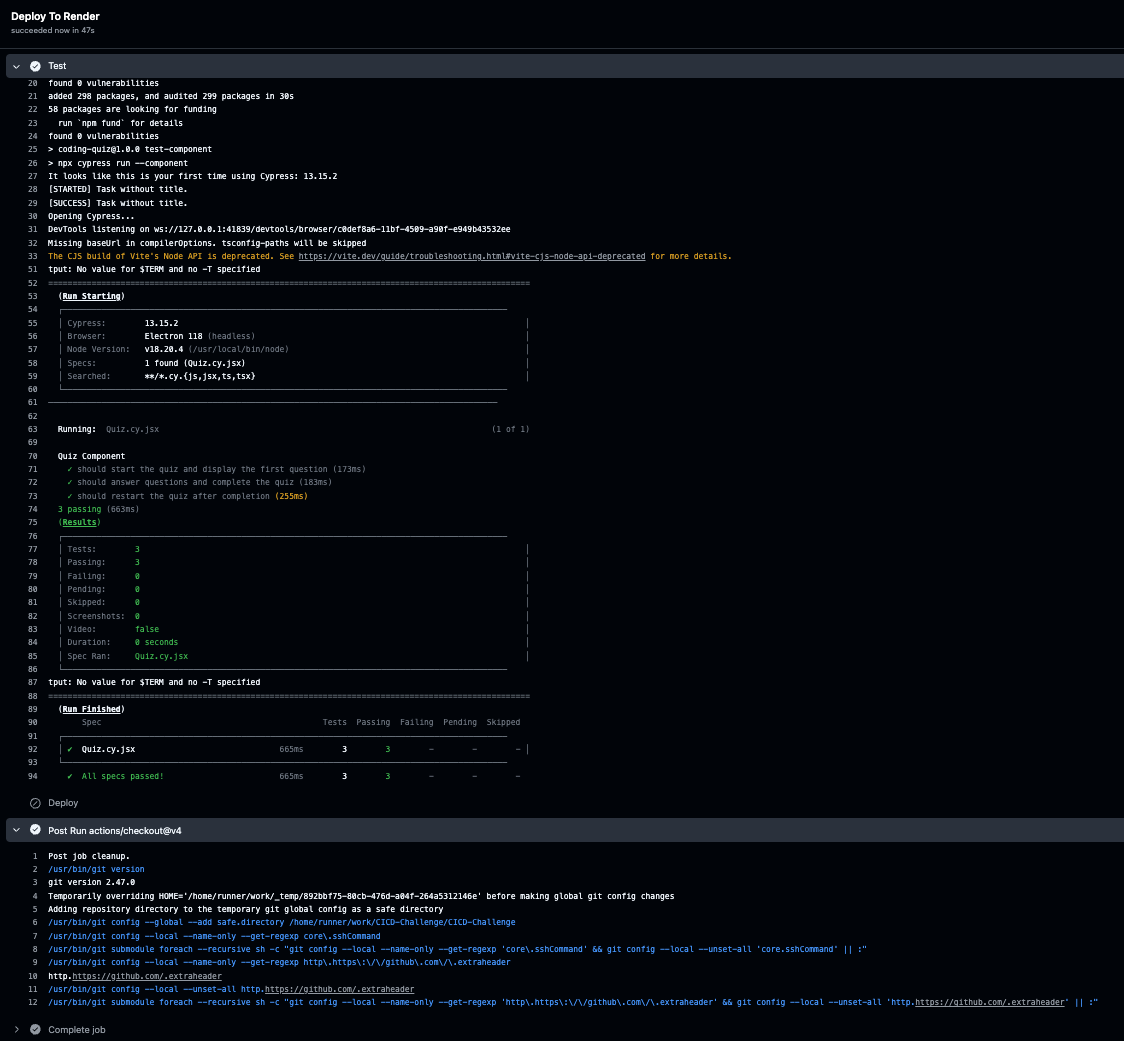 Deploy To Render
succeeded now in 47s
Test
20 found 0 vulnerabilities
21 added 298 packages, and audited 299 packages in 30s
22 58 packages are looking for funding
23 run `npm fund` for details
24 found 0 vulnerabilities
25 > coding-quiz@1.0.0 test-component
26 > npx cypress run --component
27 It looks like this is your first time using Cypress: 13.15.2
28 [STARTED] Task without title.
29 [SUCCESS] Task without title.
30 Opening Cypress...
31 DevTools listening on ws://127.0.0.1:41839/devtools/browser/c0def8a6-11bf-4509-a90f-e949b43532ee
32 Missing baseUrl in compilerOptions. tsconfig-paths will be skipped
33 The CJS build of Vite's Node API is deprecated. See https://vite.dev/guide/troubleshooting.html#vite-cjs-node-api-deprecated for more details.
51 tput: No value for $TERM and no -T specified
52 ====================================================================================================
53 (Run Starting)
54
55 Cypress: 13.15.2
56 Browser: Electron 118 (headless)
57 Node Version: v18.20.4 (/usr/local/bin/node)
58 Specs: 1 found (Quiz.cy.jsx)
59 Searched: **/*.cy.{js,jsx,ts,tsx}
60
61
62
63 Running: Quiz.cy.jsx (1 of 1)
69
70 Quiz Component
71 ✓ should start the quiz and display the first question (173ms)
72 ✓ should answer questions and complete the quiz (183ms)
73 ✓ should restart the quiz after completion (255ms)
74 3 passing (663ms)
75 (Results)
76
77 Tests: 3
78 Passing: 3
79 Failing: 0
80 Pending: 0
81 Skipped: 0
82 Screenshots: 0
83 Video: false
84 Duration: 0 seconds
85 Spec Ran: Quiz.cy.jsx
86
87 tput: No value for $TERM and no -T specified
88 ====================================================================================================
89 (Run Finished)
90 Spec Tests Passing Failing Pending Skipped
91
92 ✓ Quiz.cy.jsx 665ms 3 3 - - -
93
94 ✓ All specs passed! 665ms 3 3 - - -
Deploy
Post Run actions/checkout@v4
1 Post job cleanup.
2 /usr/bin/git version
3 git version 2.47.0
4 Temporarily overriding HOME='/home/runner/work/_temp/892bbf75-80cb-476d-a04f-264a5312146e' before making global git config changes
5 Adding repository directory to the temporary git global config as a safe directory
6 /usr/bin/git config --global --add safe.directory /home/runner/work/CICD-Challenge/CICD-Challenge
7 /usr/bin/git config --local --name-only --get-regexp core\.sshCommand
8 /usr/bin/git submodule foreach --recursive sh -c "git config --local --name-only --get-regexp 'core\.sshCommand' && git config --local --unset-all 'core.sshCommand' || :"
9 /usr/bin/git config --local --name-only --get-regexp http\.https\:\/\/github\.com\/\.extraheader
10 http.https://github.com/.extraheader
11 /usr/bin/git config --local --unset-all http.https://github.com/.extraheader
12 /usr/bin/git submodule foreach --recursive sh -c "git config --local --name-only --get-regexp 'http\.https\:\/\/github\.com\/\.extraheader' && git config --local --unset-all 'http.https://github.com/.extraheader' || :"
Complete job